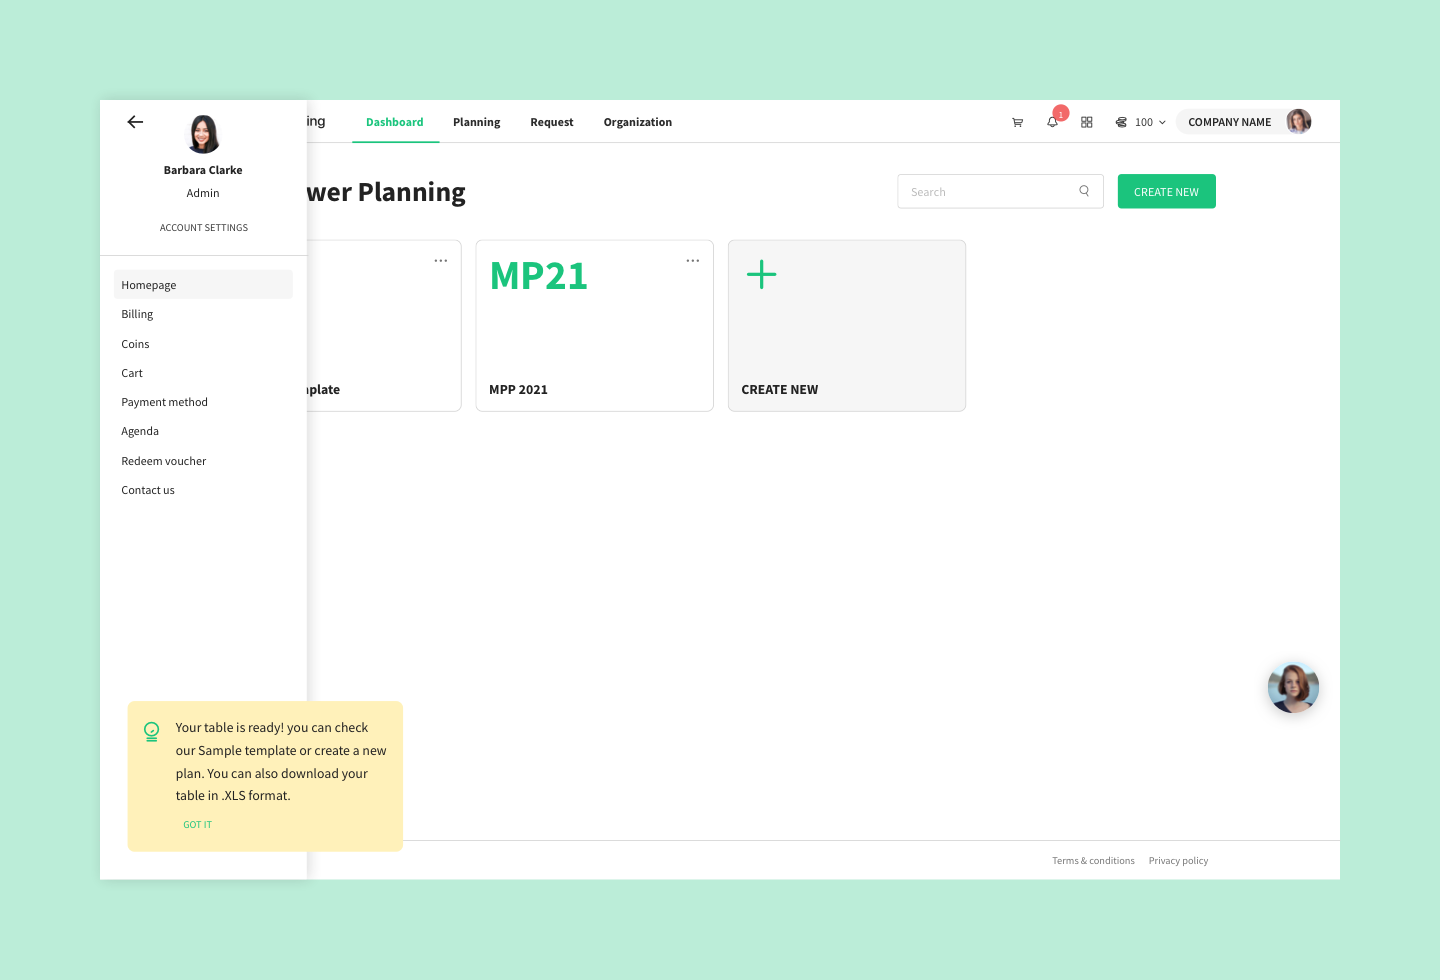 Barbara Clarke
Admin
ACCOUNT SETTINGS
Homepage
Billing
Coins
Cart
Payment method
Agenda
Redeem voucher
Contact us
ing
Dashboard
Planning
Request
Organization
1
100
COMPANY NAME
wer Planning
Search
CREATE NEW
plate
MP21
MPP 2021
CREATE NEW
Your table is ready! you can check
our Sample template or create a new
plan. You can also download your
table in .XLS format.
GOT IT
Terms & conditions
Privacy policy